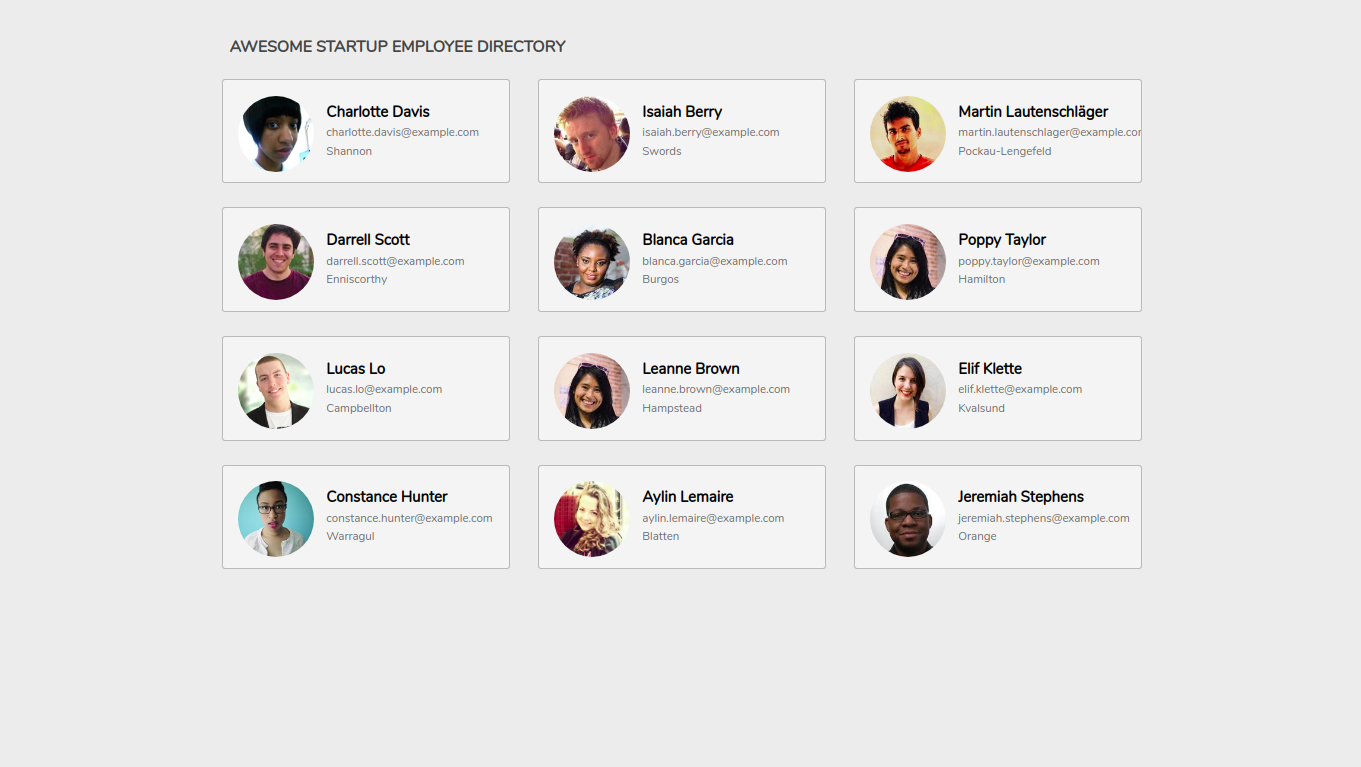 AWESOME STARTUP EMPLOYEE DIRECTORY
Charlotte Davis
charlotte.davis@example.com
Shannon
Isaiah Berry
isaiah.berry@example.com
Swords
Martin Lautenschläger
martin.lautenschlager@example.cor
Pockau-Lengefeld
Darrell Scott
darrell.scott@example.com
Enniscorthy
Blanca Garcia
blanca.garcia@example.com
Burgos
Poppy Taylor
poppy.taylor@example.com
Hamilton
Lucas Lo
lucas.lo@example.com
Campbellton
Leanne Brown
leanne.brown@example.com
Hampstead
Elif Klette
elif.klette@example.com
Kvalsund
Constance Hunter
constance.hunter@example.com
Warragul
Aylin Lemaire
aylin.lemaire@example.com
Blatten
Jeremiah Stephens
jeremiah.stephens@example.com
Orange